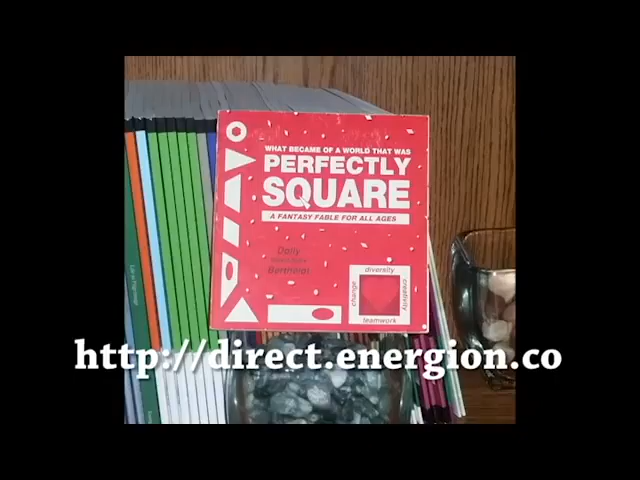 WHAT BECAME OF A WORLD THAT WAS
PERFECTLY
SQUARE
A FANTASY FABLE FOR ALL AGES
Dolly
Berthelot
diversity
change
creativity
teamwork
http://direct.energion.co